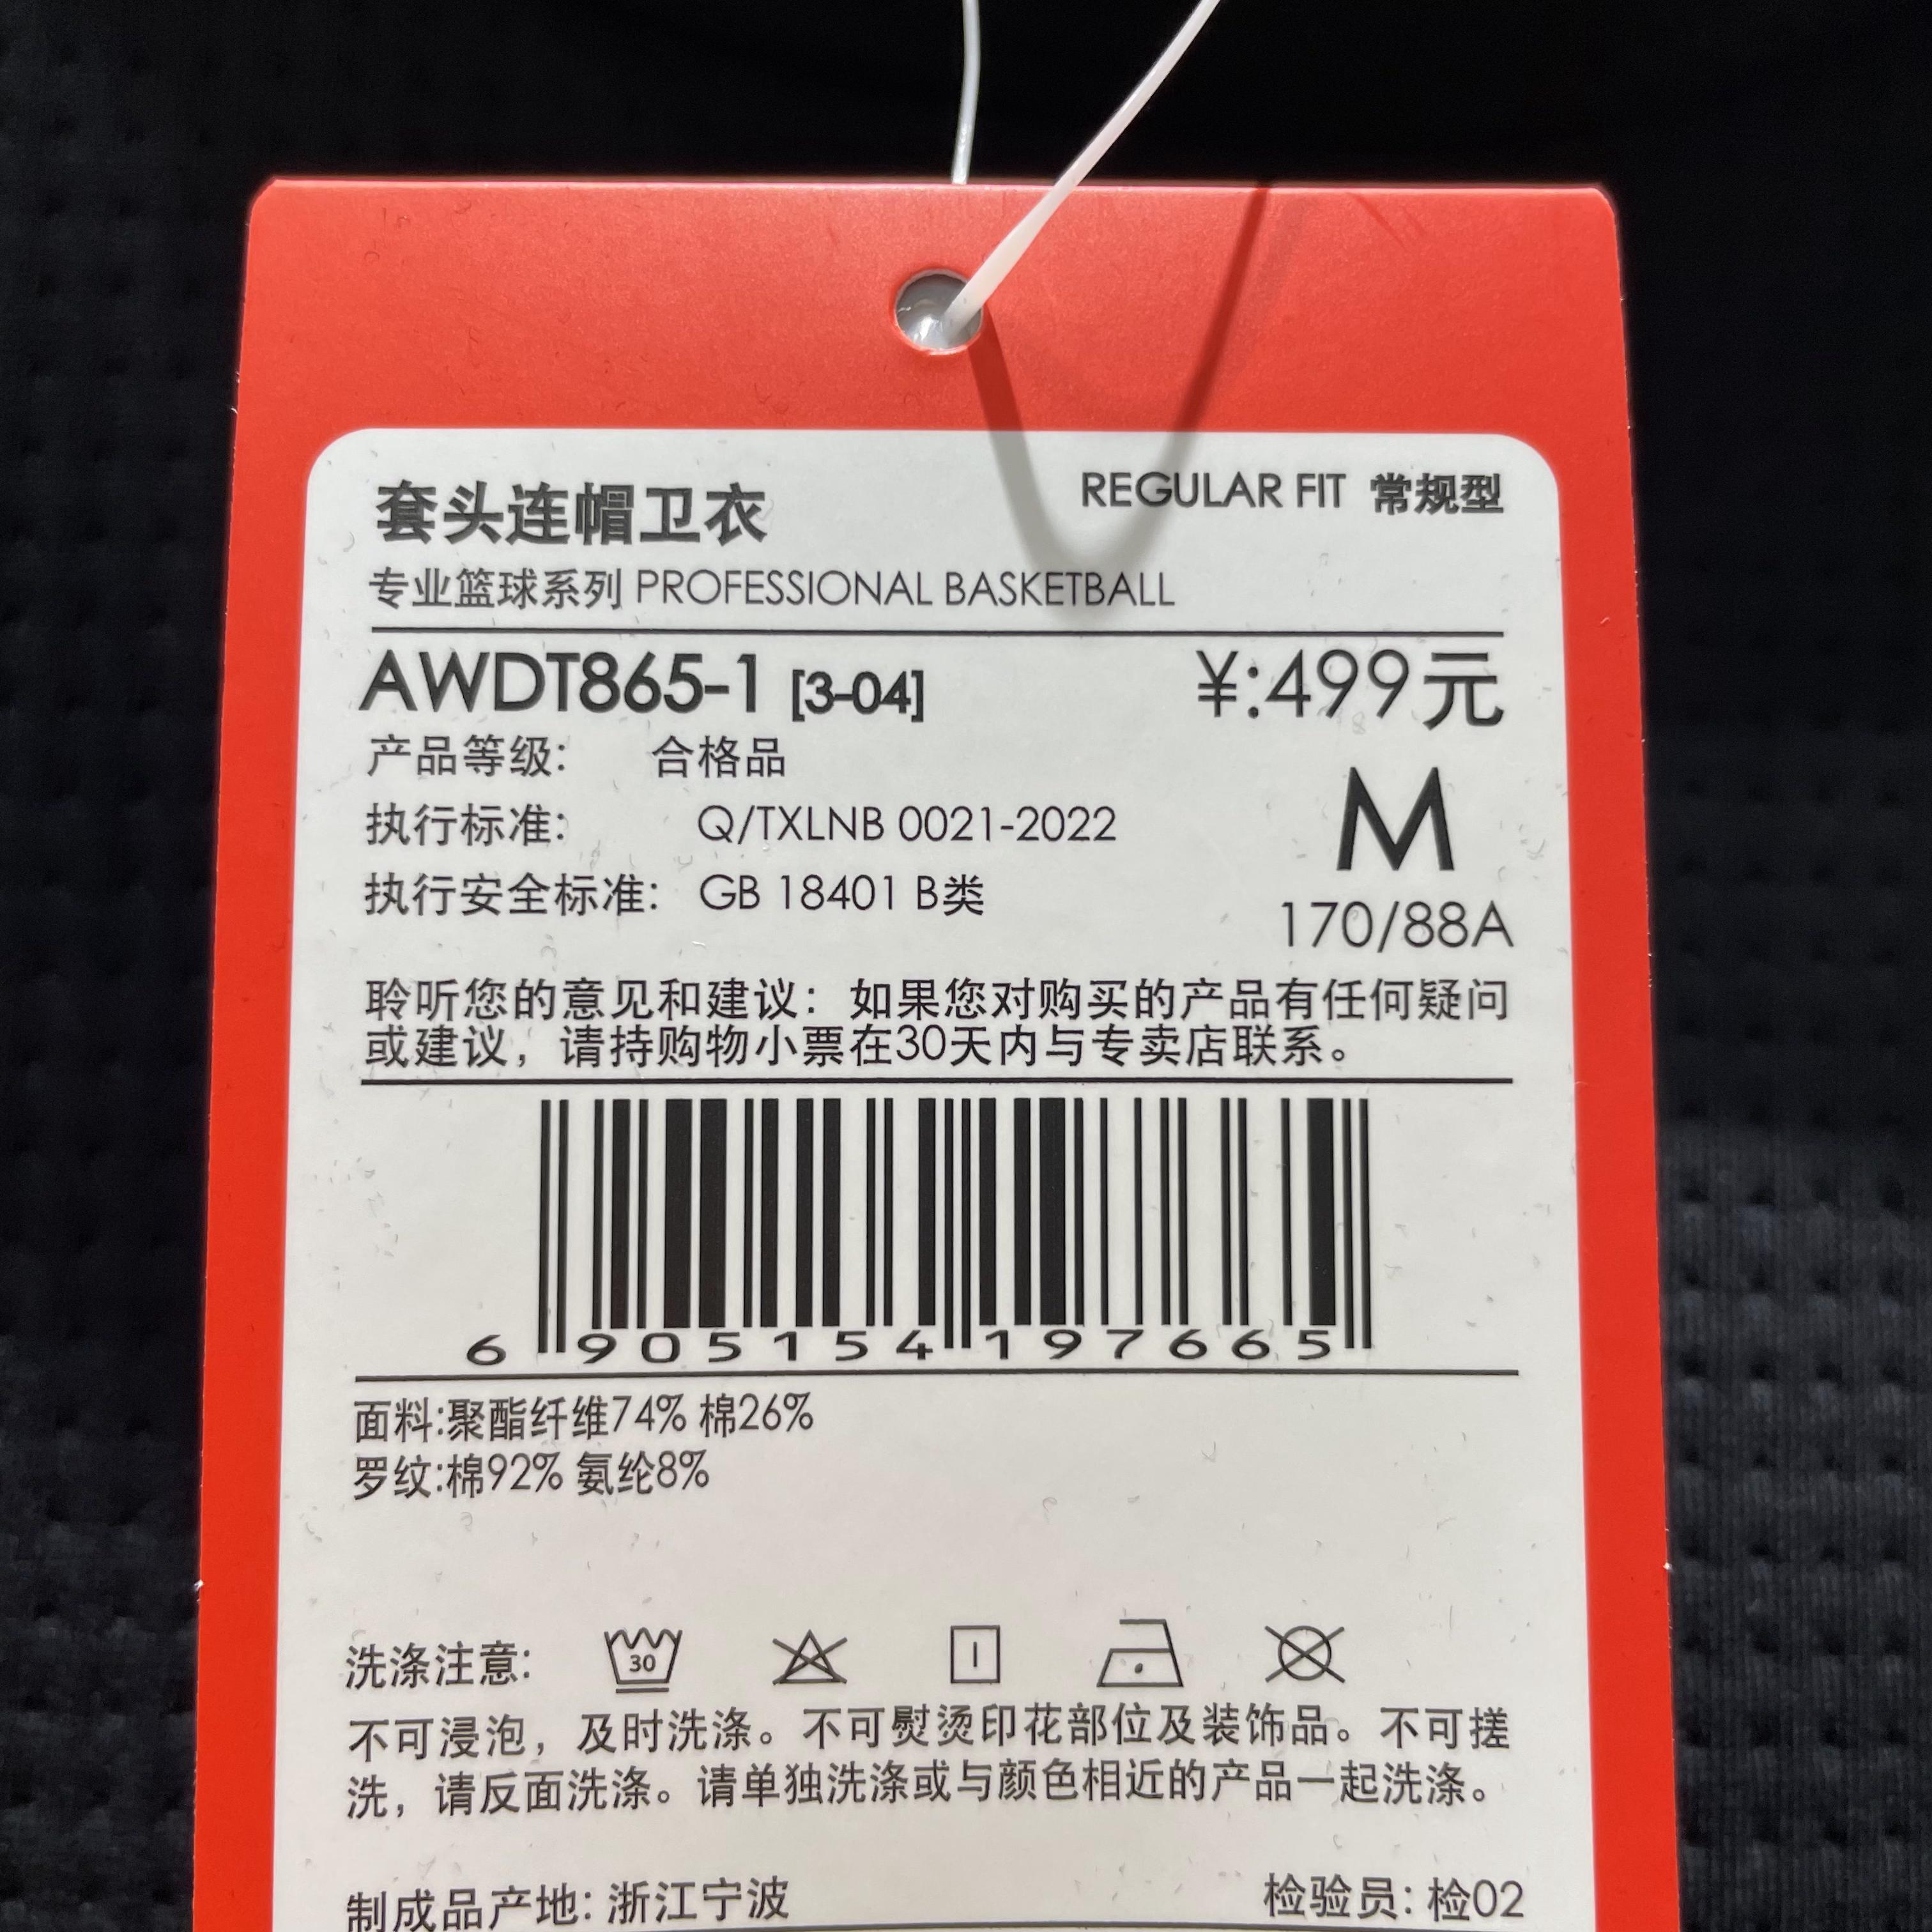 套头连帽卫衣
REGULAR FIT 常规型
专业篮球系列 PROFESSIONAL BASKETBALL
AWDT865-1 [3-04]
¥:499元
产品等级: 合格品
执行标准: Q/TXLNB 0021-2022
M
执行安全标准: GB 18401 B类
170/88A
聆听您的意见和建议：如果您对购买的产品有任何疑问
或建议，请持购物小票在30天内与专卖店联系。
6 905154 197665
面料:聚酯纤维74% 棉26%
罗纹:棉92% 氨纶8%
洗涤注意:
30
不可浸泡，及时洗涤。不可熨烫印花部位及装饰品。不可搓
洗，请反面洗涤。请单独洗涤或与颜色相近的产品一起洗涤。
制成品产地: 浙江宁波
检验员: 检02